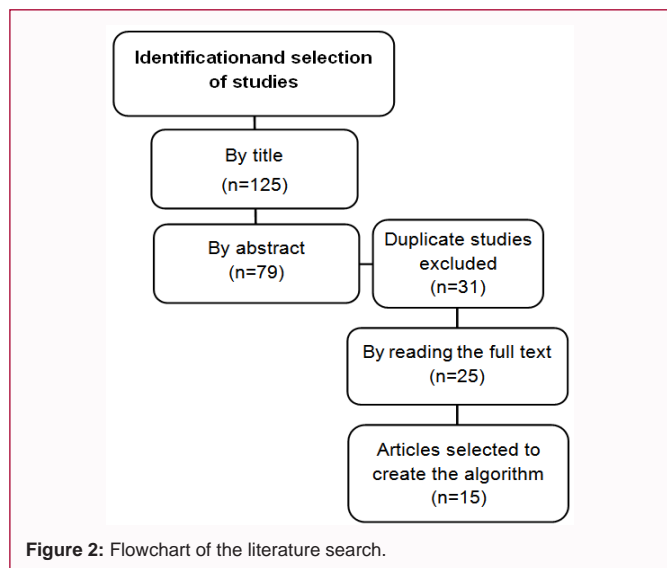 Identificationand selection
of studies
By title
(n=125)
By abstract
(n=79)
Duplicate studies
excluded
(n=31)
By reading the full text
(n=25)
Articles selected to
create the algorithm
(n=15)
Figure 2: Flowchart of the literature search.